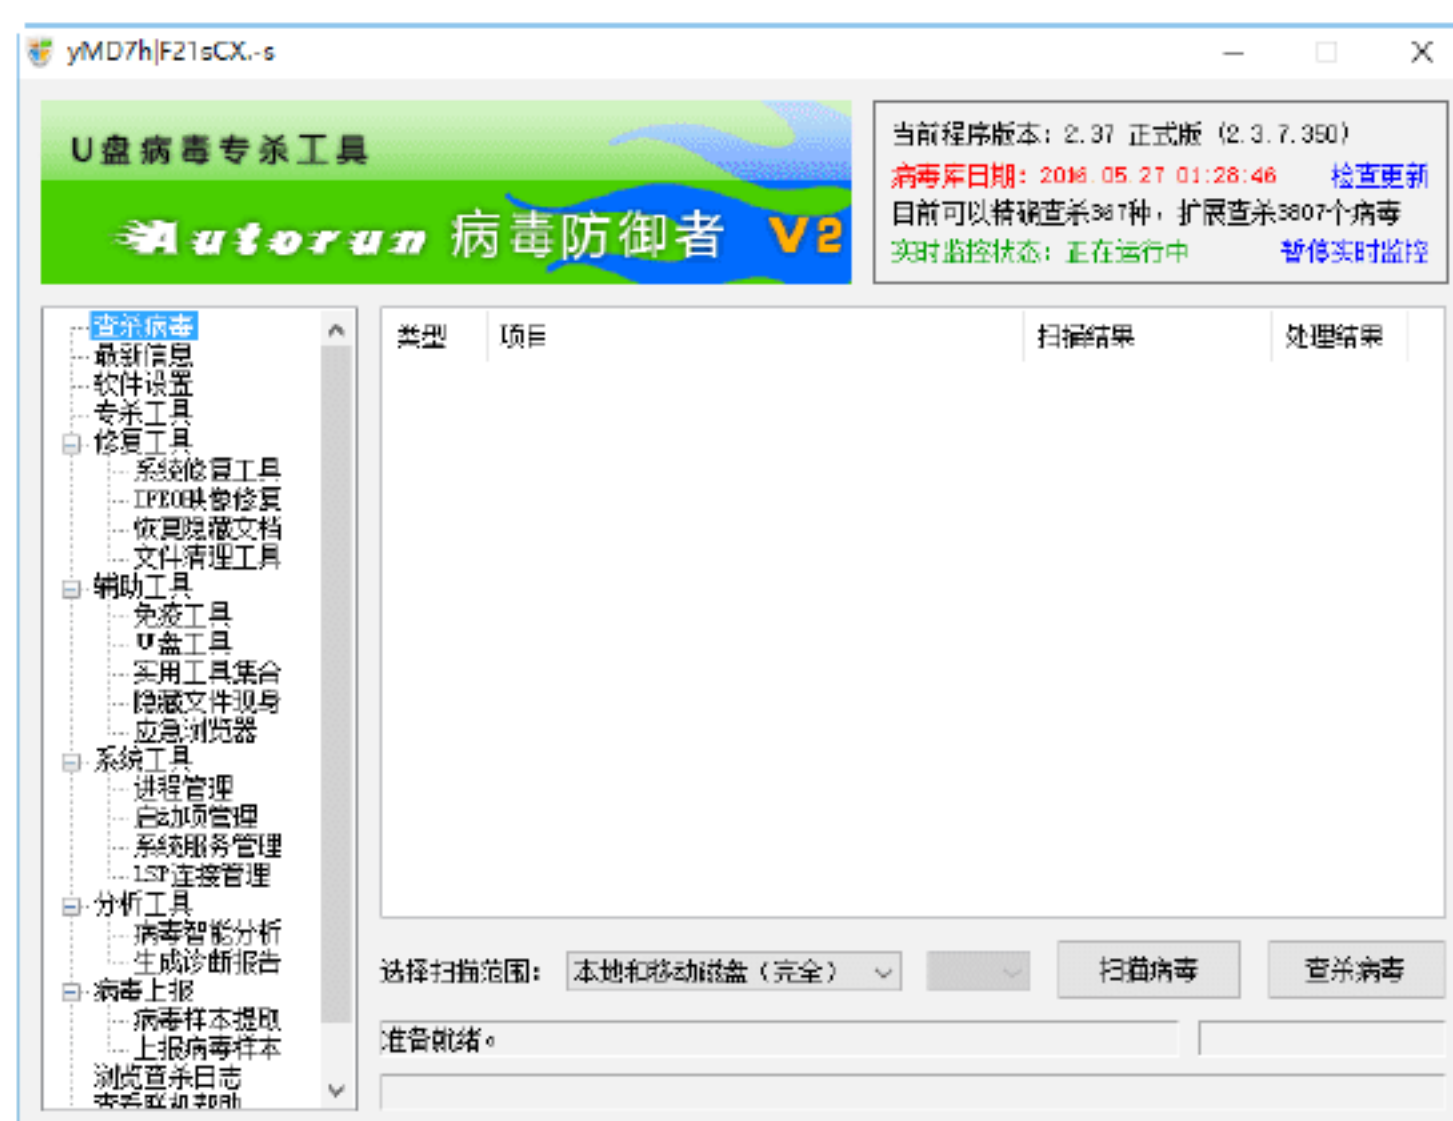 yMD7h|F21sCX.-s
U盘病毒专杀工具
Autorun 病毒防御者 V2
当前程序版本：2.37 正式版 (2.3.7.350)
病毒库日期：2016.05.27 01:28:46 检查更新
目前可以精确查杀367种，扩展查杀3807个病毒
实时监控状态：正在运行中 暂停实时监控
类型 项目 扫描结果 处理结果
查杀病毒
最新信息
软件设置
专杀工具
修复工具
系统修复工具
IFEO映像修复
恢复隐藏文档
文件清理工具
辅助工具
免疫工具
U盘工具
实用工具集合
隐藏文件现身
应急浏览器
系统工具
进程管理
启动项管理
系统服务管理
LSP连接管理
分析工具
病毒智能分析
生成诊断报告
病毒上报
病毒样本提取
上报病毒样本
浏览查杀日志
查看联机帮助
选择扫描范围： 本地和移动磁盘（完全） 扫描病毒 查杀病毒
准备就绪。